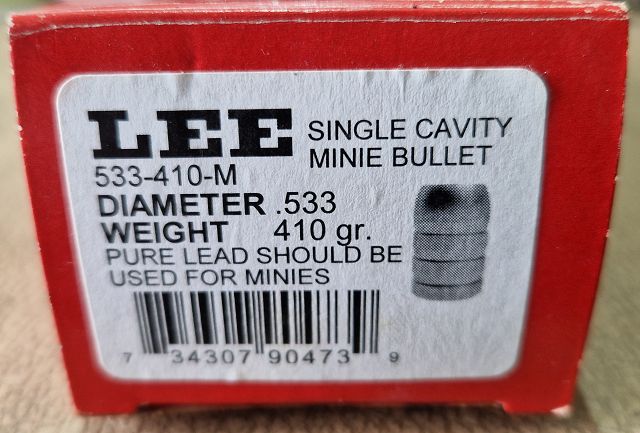 LEE SINGLE CAVITY
MINIE BULLET
533-410-M
DIAMETER .533
WEIGHT 410 gr.
PURE LEAD SHOULD BE
USED FOR MINIES
7 34307 90473 9